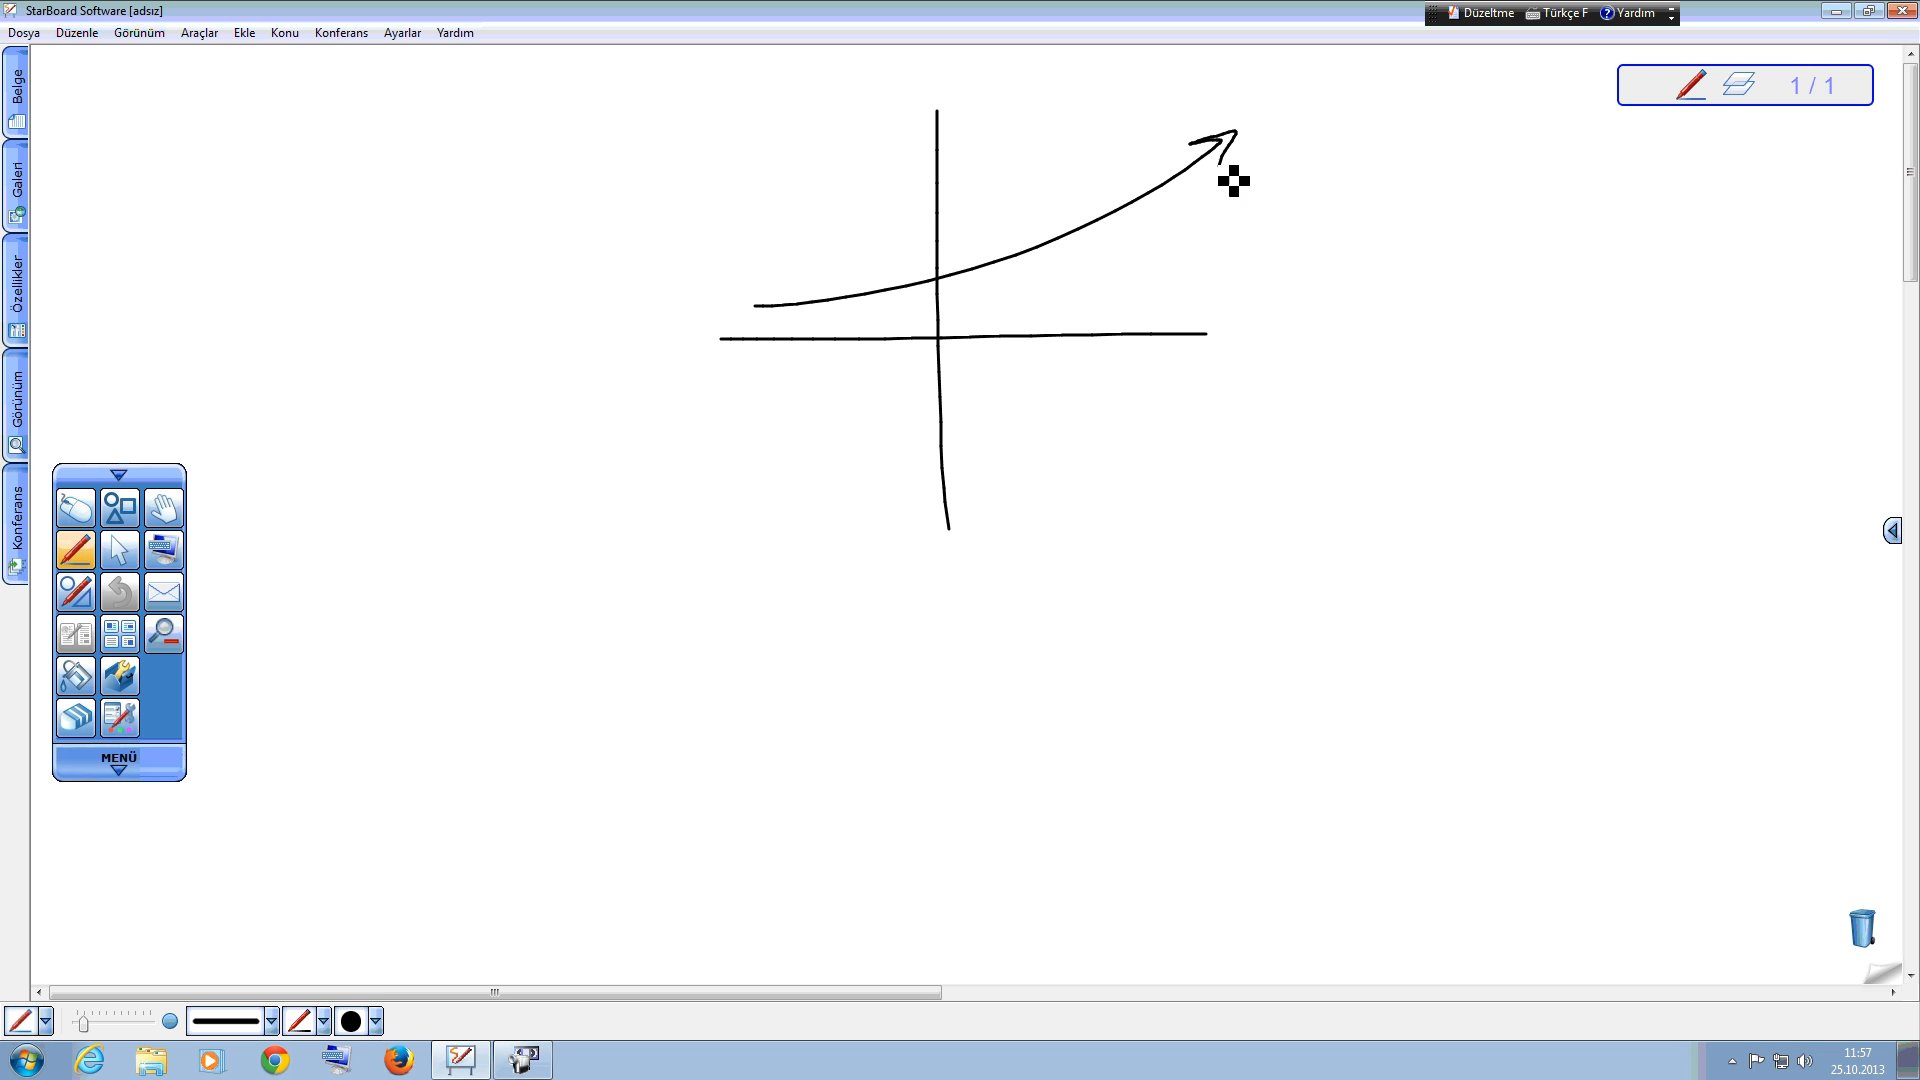 StarBoard Software [adsız]
Düzeltme Türkçe F Yardım
Dosya Düzenle Görünüm Araçlar Ekle Konu Konferans Ayarlar Yardım
Belge
Galeri
Özellikler
Görünüm
Konferans
1 / 1
MENÜ
11:57
25.10.2013